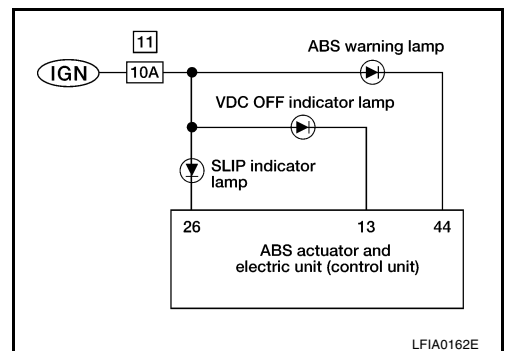 11
ABS warning lamp
IGN
10A
VDC OFF indicator lamp
SLIP indicator
lamp
26 13 44
ABS actuator and
electric unit (control unit)
LFIA0162E